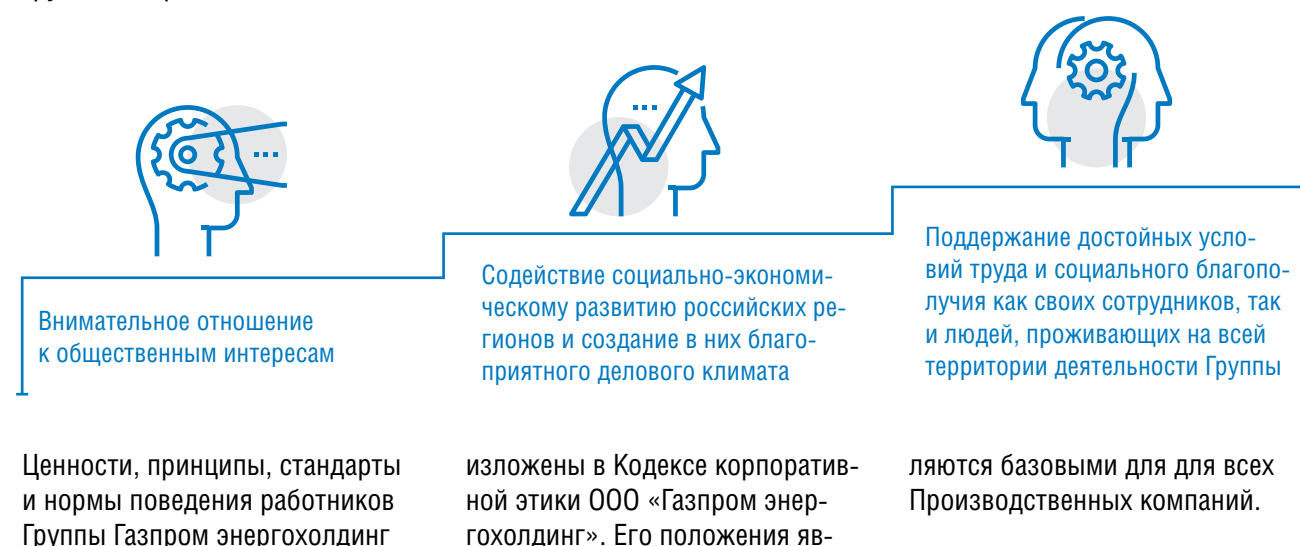 Внимательное отношение
к общественным интересам
Содействие социально-экономи-
ческому развитию российских ре-
гионов и создание в них благо-
приятного делового климата
Поддержание достойных усло-
вий труда и социального благопо-
лучия как своих сотрудников, так
и людей, проживающих на всей
территории деятельности Группы
Ценности, принципы, стандарты
и нормы поведения работников
Группы Газпром энергохолдинг
изложены в Кодексе корпоратив-
ной этики ООО «Газпром энер-
гохолдинг». Его положения яв-
ляются базовыми для для всех
Производственных компаний.